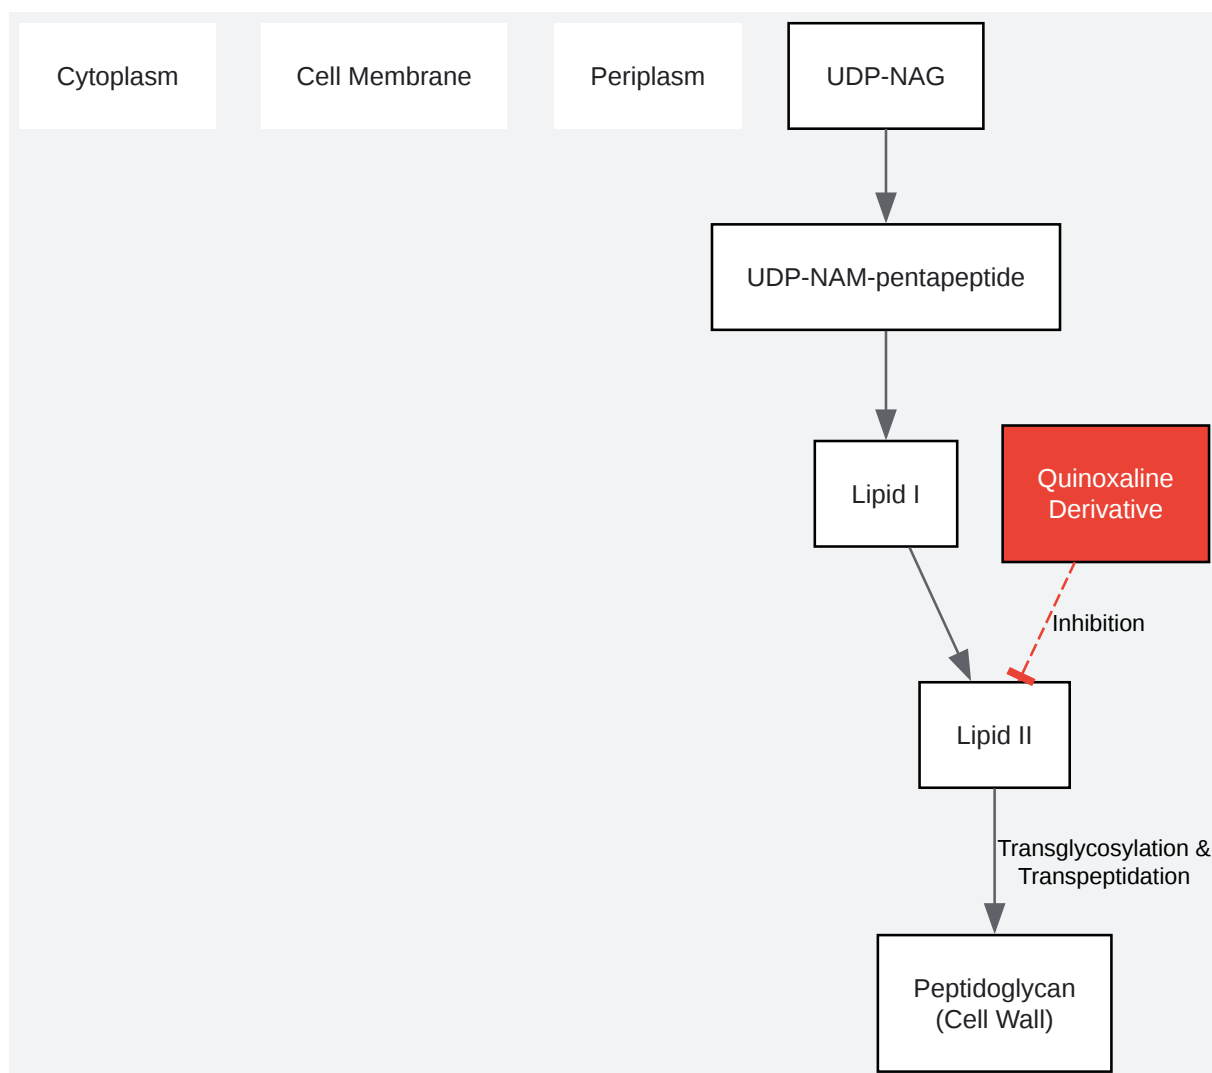 Cytoplasm
Cell Membrane
Periplasm
UDP-NAG
UDP-NAM-pentapeptide
Lipid I
Quinoxaline
Derivative
Inhibition
Lipid II
Transglycosylation &
Transpeptidation
Peptidoglycan
(Cell Wall)